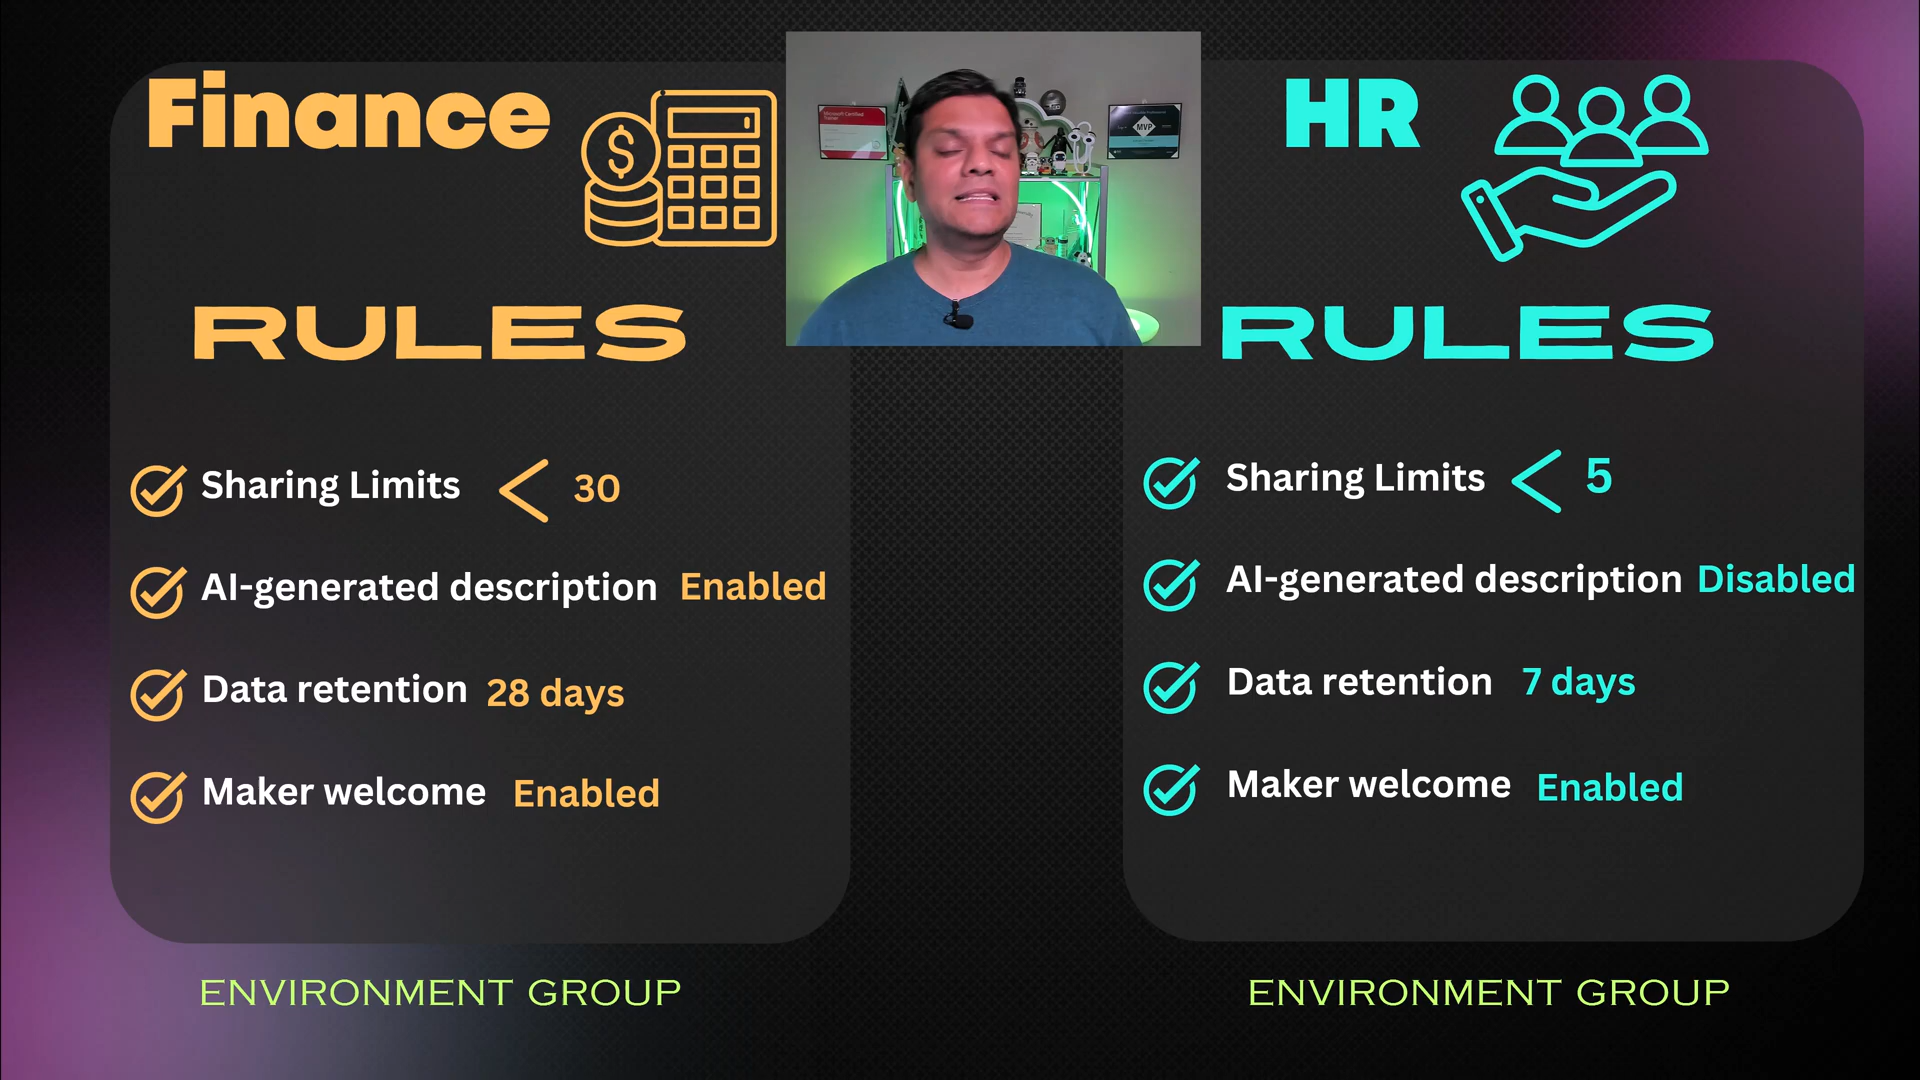 Finance
RULES
Sharing Limits < 30
AI-generated description Enabled
Data retention 28 days
Maker welcome Enabled
ENVIRONMENT GROUP
MVP
HR
RULES
Sharing Limits < 5
AI-generated description Disabled
Data retention 7 days
Maker welcome Enabled
ENVIRONMENT GROUP